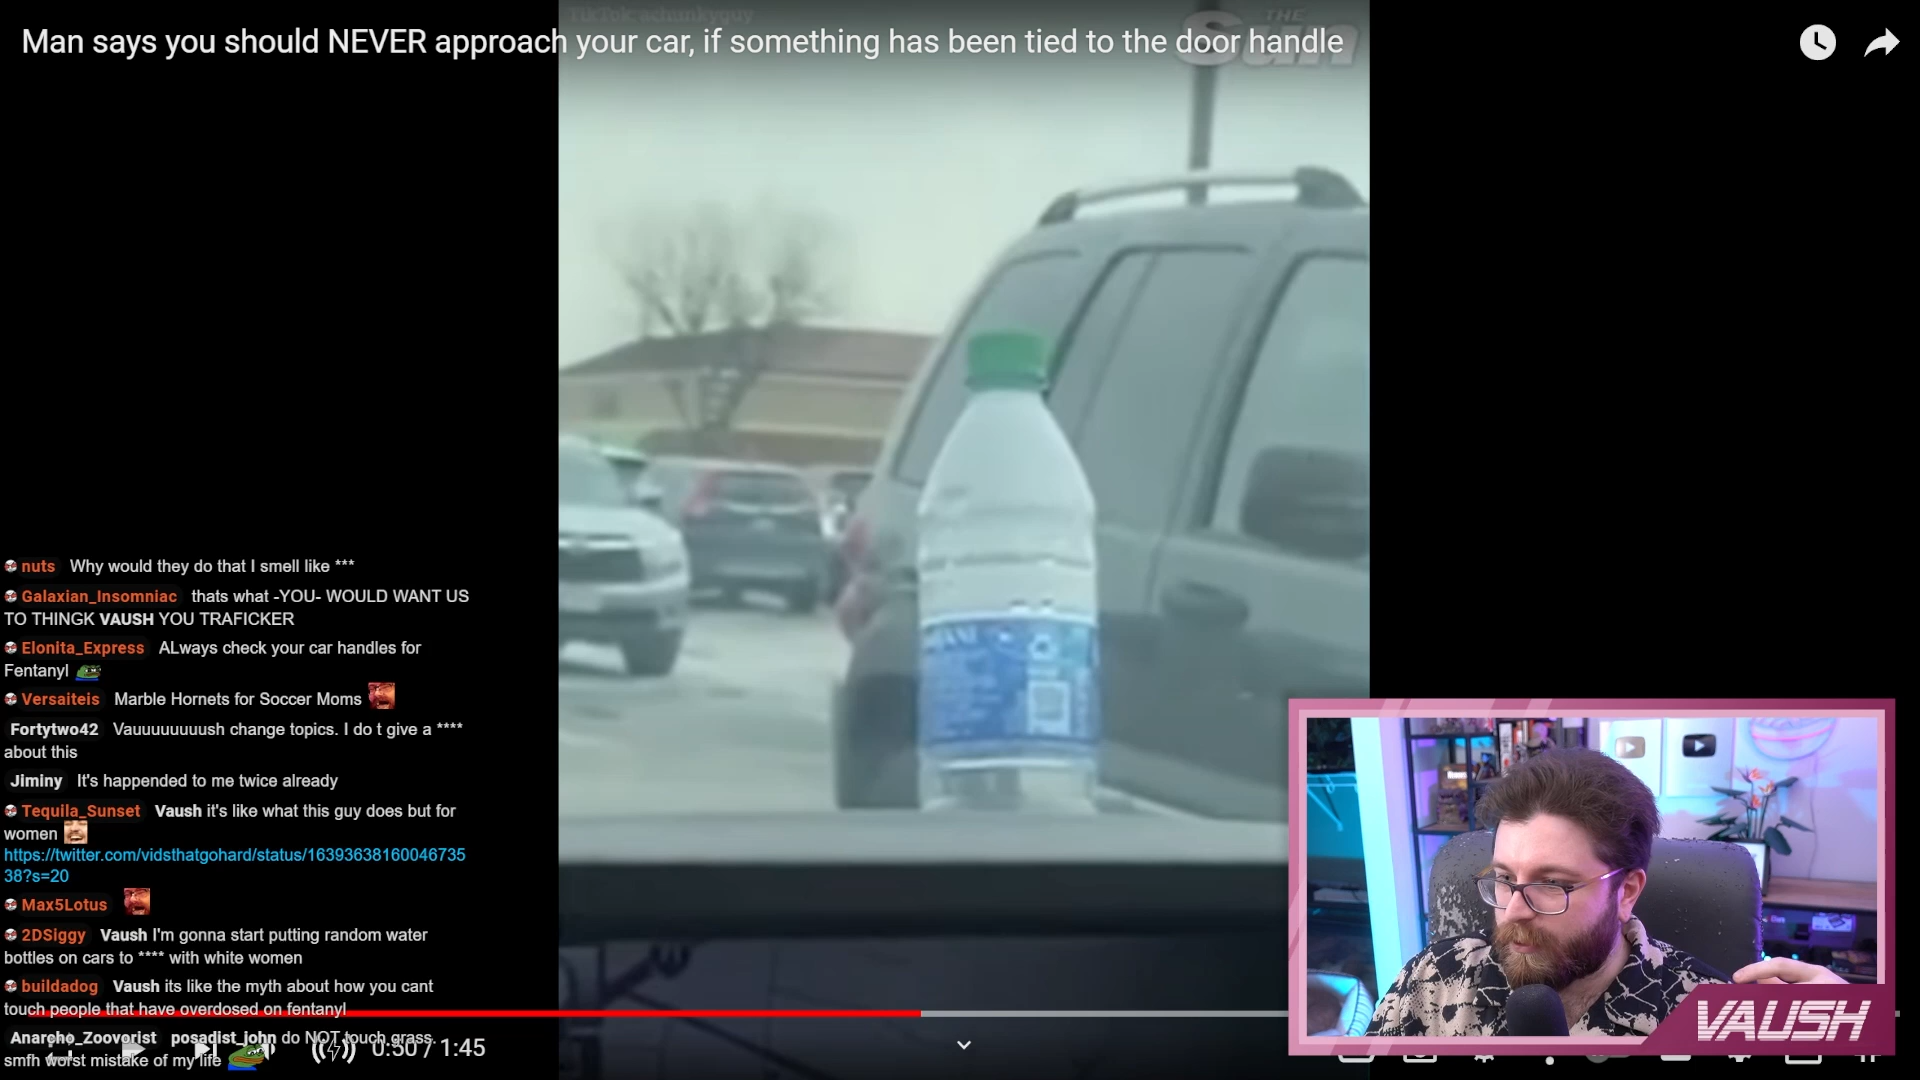 TikTok: achunkyguy
THE
Sun
Man says you should NEVER approach your car, if something has been tied to the door handle
nuts Why would they do that I smell like ***
Galaxian_Insomniac thats what -YOU- WOULD WANT US
TO THINGK VAUSH YOU TRAFICKER
Elonita_Express ALways check your car handles for
Fentanyl
Versaiteis Marble Hornets for Soccer Moms
Fortytwo42 Vauuuuuuuush change topics. I do t give a ****
about this
Jiminy It's happended to me twice already
Tequila_Sunset Vaush it's like what this guy does but for
women
https://twitter.com/vidsthatgohard/status/16393638160046735
38?s=20
Max5Lotus
2DSiggy Vaush I'm gonna start putting random water
bottles on cars to **** with white women
buildadog Vaush its like the myth about how you cant
touch people that have overdosed on fentanyl
Anarcho_Zoovorist posadist_john do NOT touch grass.
smfh worst mistake of my life
0:50 / 1:45
VAUSH